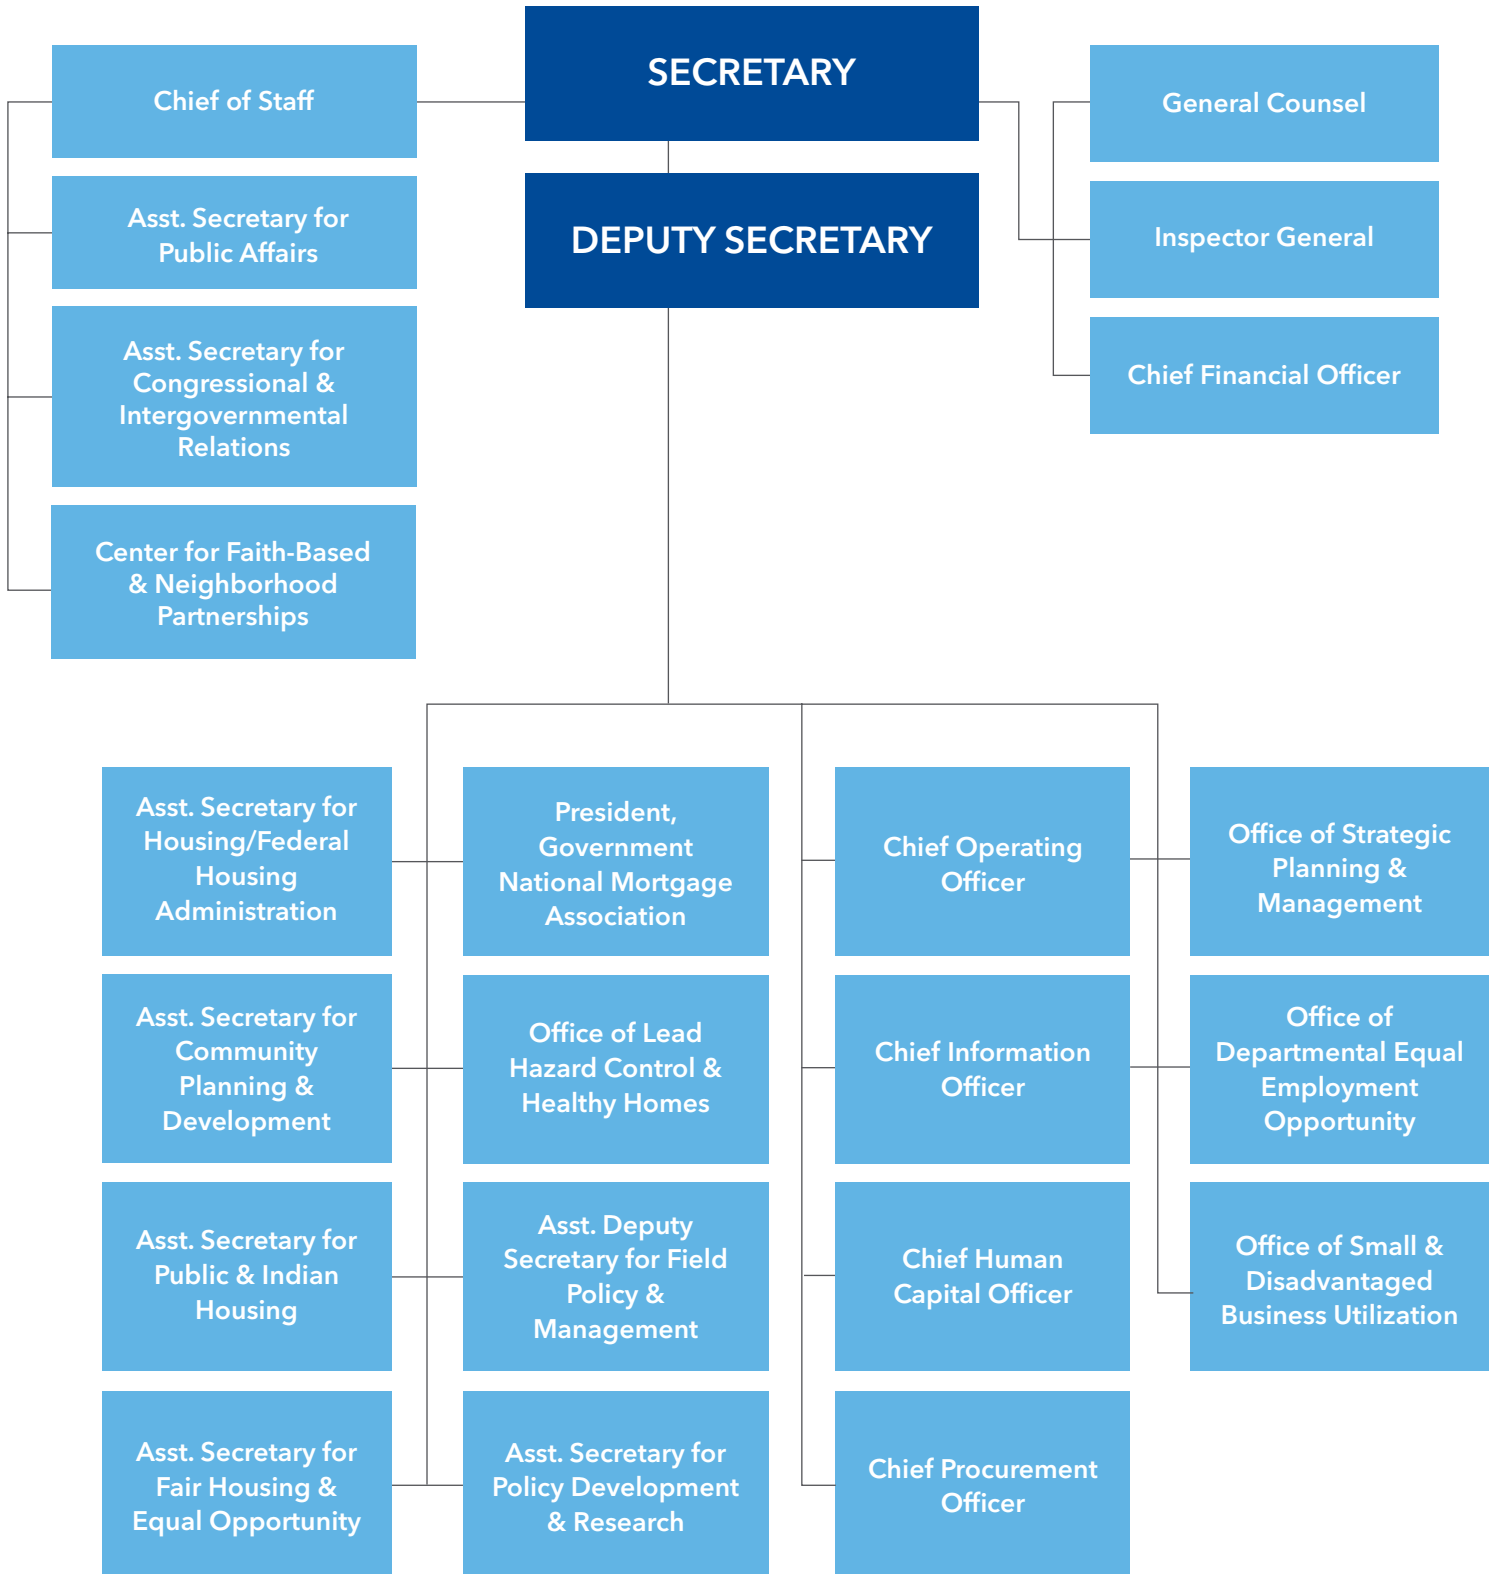 SECRETARY
DEPUTY SECRETARY
Chief of Staff
Asst. Secretary for
Public Affairs
Asst. Secretary for
Congressional &
Intergovernmental
Relations
Center for Faith-Based
& Neighborhood
Partnerships
General Counsel
Inspector General
Chief Financial Officer
Asst. Secretary for
Housing/Federal
Housing
Administration
Asst. Secretary for
Community
Planning &
Development
Asst. Secretary for
Public & Indian
Housing
Asst. Secretary for
Fair Housing &
Equal Opportunity
President,
Government
National Mortgage
Association
Office of Lead
Hazard Control &
Healthy Homes
Asst. Deputy
Secretary for Field
Policy &
Management
Asst. Secretary for
Policy Development
& Research
Chief Operating
Officer
Chief Information
Officer
Chief Human
Capital Officer
Chief Procurement
Officer
Office of Strategic
Planning &
Management
Office of
Departmental Equal
Employment
Opportunity
Office of Small &
Disadvantaged
Business Utilization